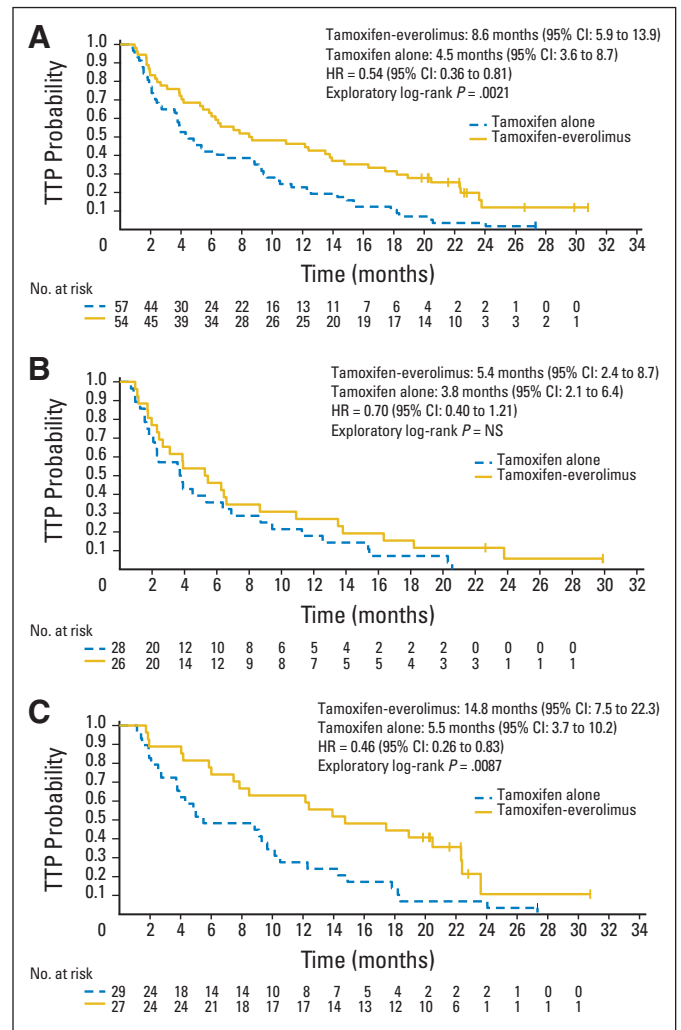 A
Tamoxifen-everolimus: 8.6 months (95% CI: 5.9 to 13.9)
Tamoxifen alone: 4.5 months (95% CI: 3.6 to 8.7)
HR = 0.54 (95% CI: 0.36 to 0.81)
Exploratory log-rank P = .0021
Tamoxifen alone
Tamoxifen-everolimus
TTP Probability
1.0
0.9
0.8
0.7
0.6
0.5
0.4
0.3
0.2
0.1
0 2 4 6 8 10 12 14 16 18 20 22 24 26 28 30 32 34
Time (months)
No. at risk
57 44 30 24 22 16 13 11 7 6 4 2 2 1 0 0
54 45 39 34 28 26 25 20 19 17 14 10 3 3 2 1
B
Tamoxifen-everolimus: 5.4 months (95% CI: 2.4 to 8.7)
Tamoxifen alone: 3.8 months (95% CI: 2.1 to 6.4)
HR = 0.70 (95% CI: 0.40 to 1.21)
Exploratory log-rank P = NS
Tamoxifen alone
Tamoxifen-everolimus
TTP Probability
1.0
0.9
0.8
0.7
0.6
0.5
0.4
0.3
0.2
0.1
0 2 4 6 8 10 12 14 16 18 20 22 24 26 28 30 32
Time (months)
No. at risk
28 20 12 10 8 6 5 4 2 2 2 0 0 0 0
26 20 14 12 9 8 7 5 5 4 3 3 1 1 1
C
Tamoxifen-everolimus: 14.8 months (95% CI: 7.5 to 22.3)
Tamoxifen alone: 5.5 months (95% CI: 3.7 to 10.2)
HR = 0.46 (95% CI: 0.26 to 0.83)
Exploratory log-rank P = .0087
Tamoxifen alone
Tamoxifen-everolimus
TTP Probability
1.0
0.9
0.8
0.7
0.6
0.5
0.4
0.3
0.2
0.1
0 2 4 6 8 10 12 14 16 18 20 22 24 26 28 30 32 34
Time (months)
No. at risk
29 24 18 14 14 10 8 7 5 4 2 2 2 1 0 0
27 24 24 21 18 17 17 14 13 12 10 6 1 1 1 1